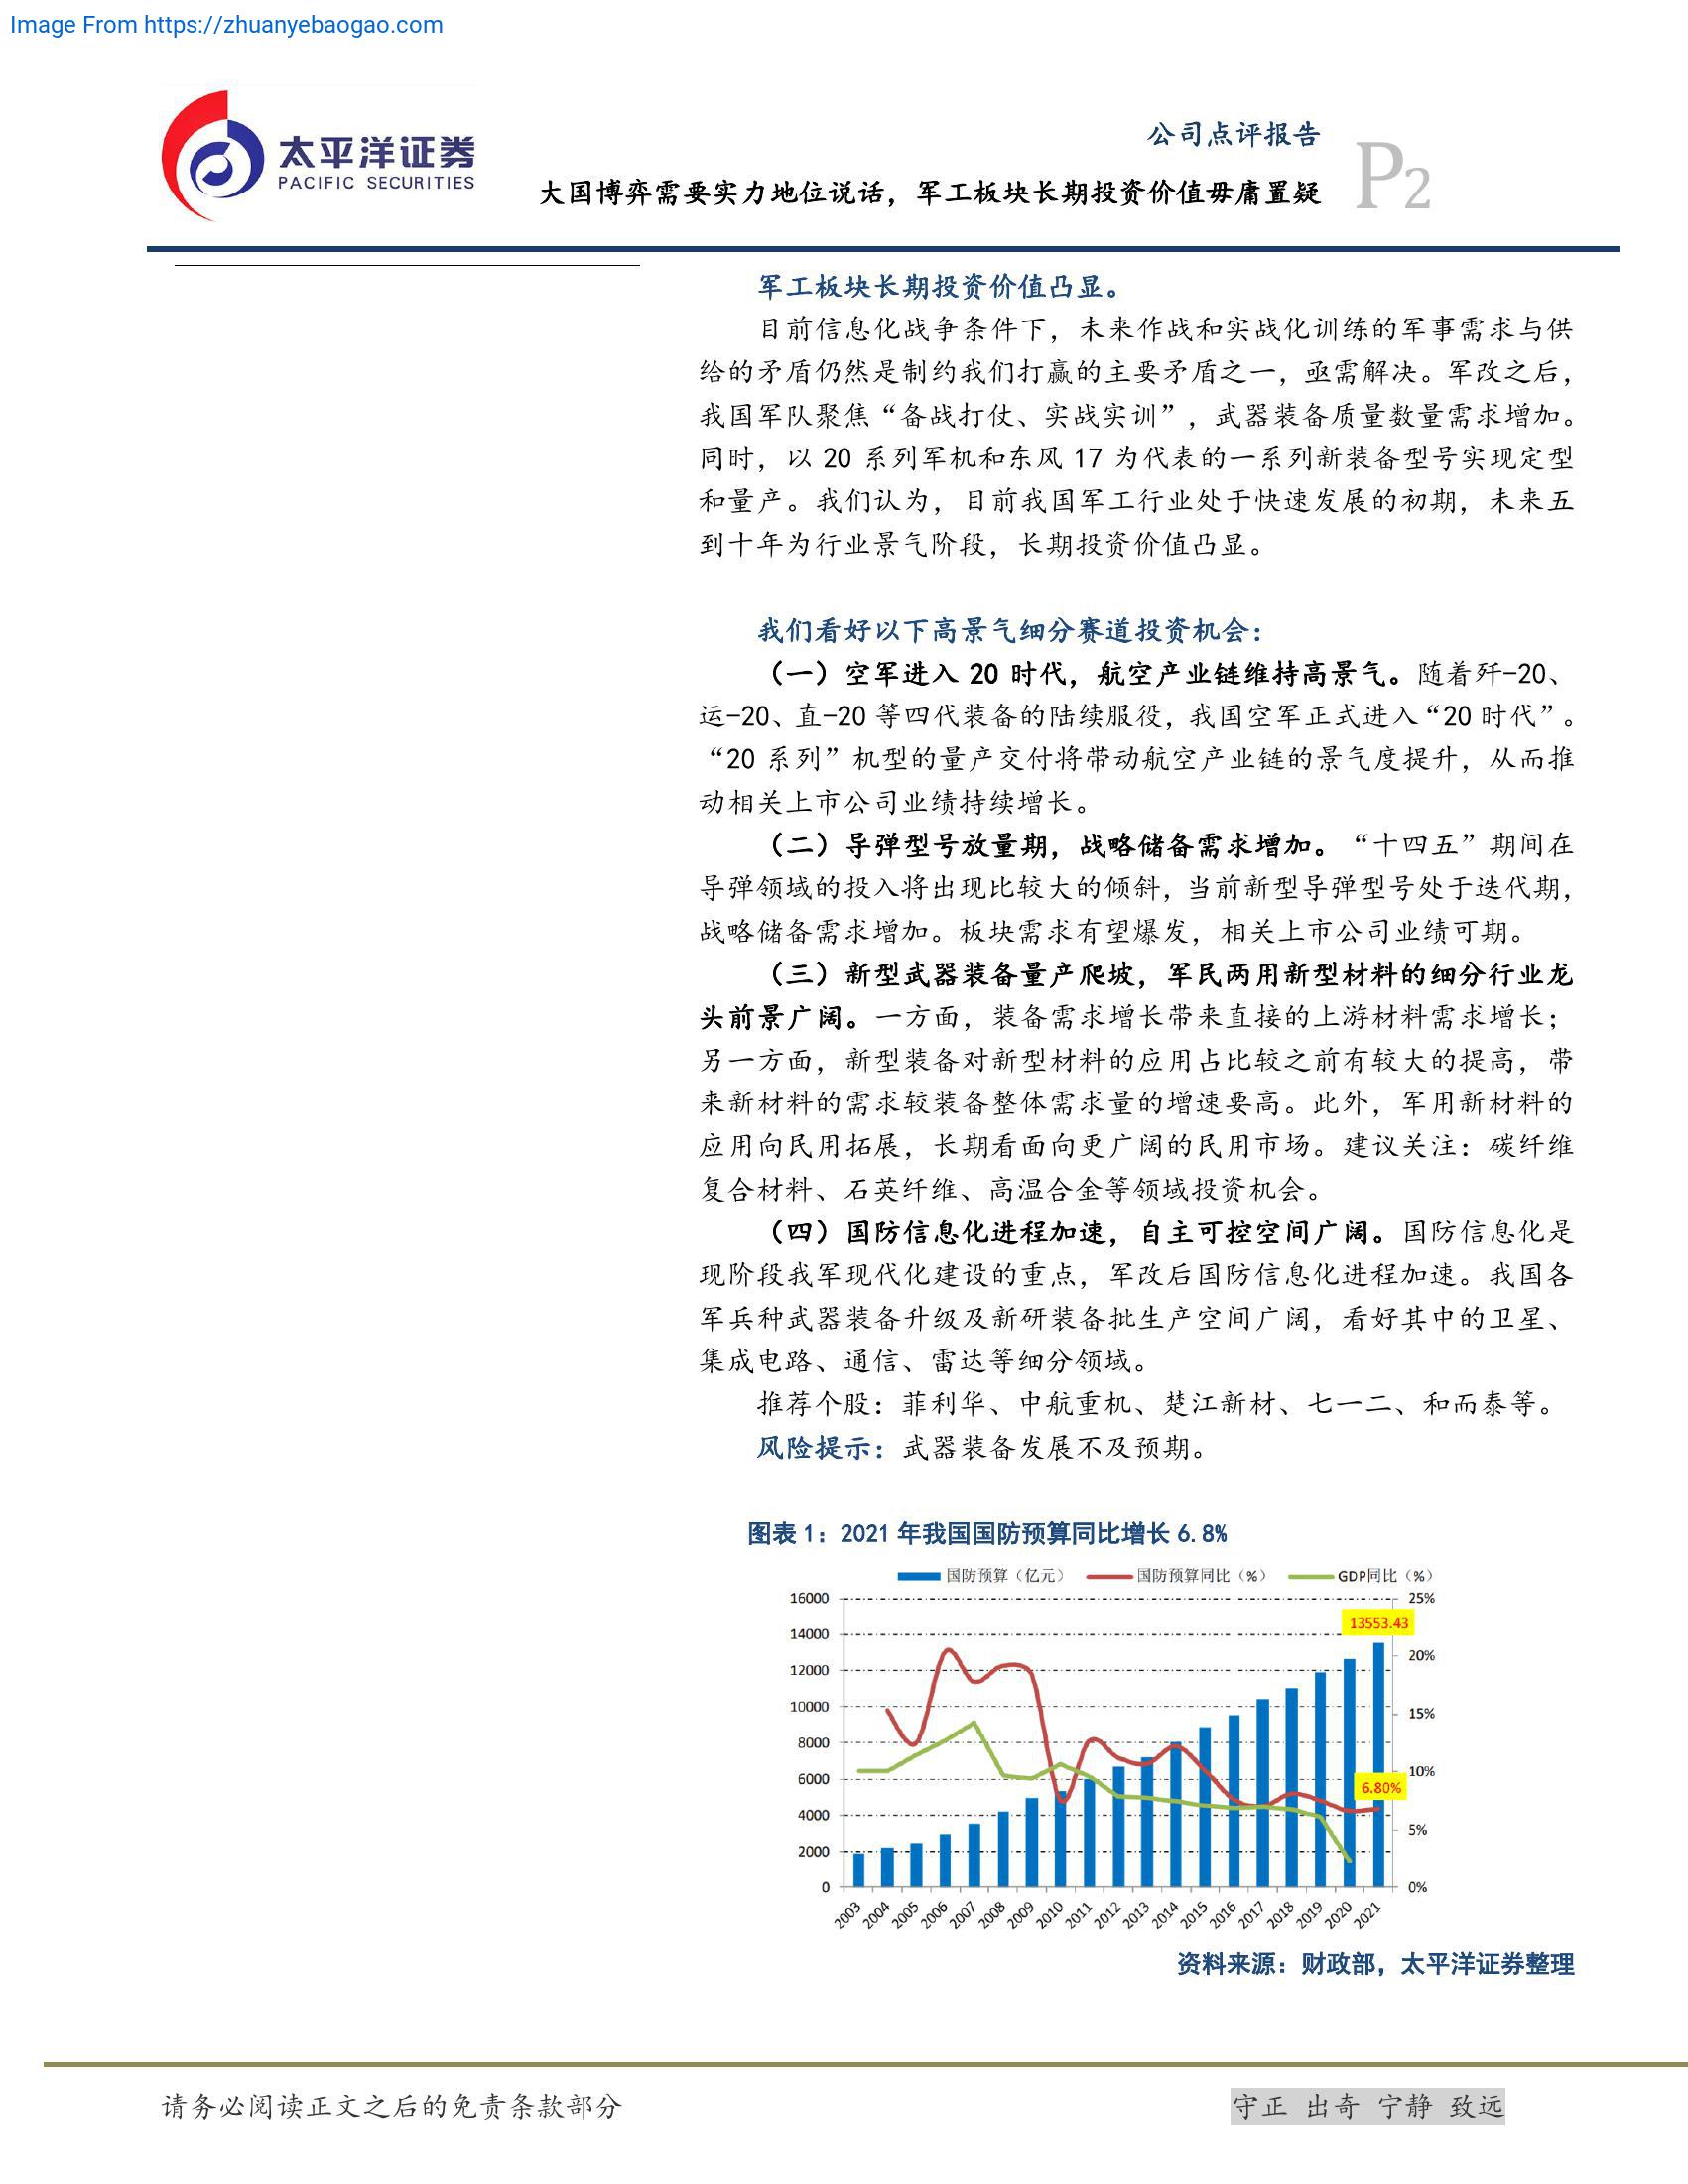 Image From https://zhuanyebaogao.com
太平洋证券
PACIFIC SECURITIES
公司点评报告
大国博弈需要实力地位说话，军工板块长期投资价值毋庸置疑
P2
军工板块长期投资价值凸显。
目前信息化战争条件下，未来作战和实战化训练的军事需求与供
给的矛盾仍然是制约我们打赢的主要矛盾之一，亟需解决。军改之后，
我国军队聚焦“备战打仗、实战实训”，武器装备质量数量需求增加。
同时，以 20 系列军机和东风 17 为代表的一系列新装备型号实现定型
和量产。我们认为，目前我国军工行业处于快速发展的初期，未来五
到十年为行业景气阶段，长期投资价值凸显。
我们看好以下高景气细分赛道投资机会：
（一）空军进入 20 时代，航空产业链维持高景气。随着歼-20、
运-20、直-20 等四代装备的陆续服役，我国空军正式进入“20 时代”。
“20 系列”机型的量产交付将带动航空产业链的景气度提升，从而推
动相关上市公司业绩持续增长。
（二）导弹型号放量期，战略储备需求增加。“十四五”期间在
导弹领域的投入将出现比较大的倾斜，当前新型导弹型号处于迭代期，
战略储备需求增加。板块需求有望爆发，相关上市公司业绩可期。
（三）新型武器装备量产爬坡，军民两用新型材料的细分行业龙
头前景广阔。一方面，装备需求增长带来直接的上游材料需求增长；
另一方面，新型装备对新型材料的应用占比较之前有较大的提高，带
来新材料的需求较装备整体需求量的增速要高。此外，军用新材料的
应用向民用拓展，长期看面向更广阔的民用市场。建议关注：碳纤维
复合材料、石英纤维、高温合金等领域投资机会。
（四）国防信息化进程加速，自主可控空间广阔。国防信息化是
现阶段我军现代化建设的重点，军改后国防信息化进程加速。我国各
军兵种武器装备升级及新研装备批生产空间广阔，看好其中的卫星、
集成电路、通信、雷达等细分领域。
推荐个股：菲利华、中航重机、楚江新材、七一二、和而泰等。
风险提示：武器装备发展不及预期。
图表 1：2021 年我国国防预算同比增长 6.8%
国防预算（亿元） 国防预算同比（%） GDP同比（%）
16000 25%
13553.43
14000
20%
12000
10000 15%
8000
10%
6000
6.80%
4000
5%
2000
0 0%
2003 2004 2005 2006 2007 2008 2009 2010 2011 2012 2013 2014 2015 2016 2017 2018 2019 2020 2021
资料来源：财政部，太平洋证券整理
请务必阅读正文之后的免责条款部分
守正 出奇 宁静 致远